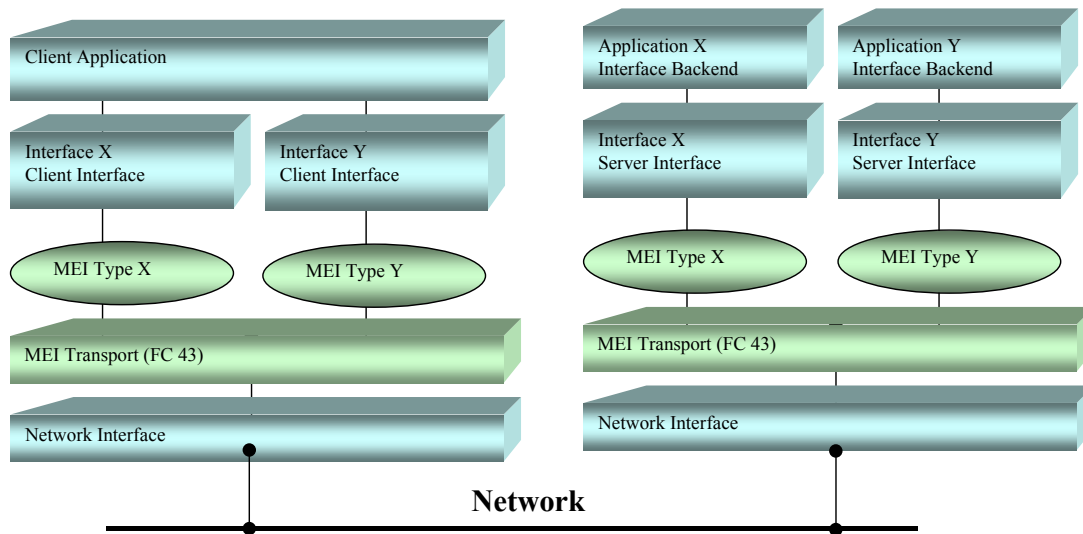 Client Application
Interface X
Client Interface
Interface Y
Client Interface
MEI Type X
MEI Type Y
MEI Transport (FC 43)
Network Interface
Application X
Interface Backend
Application Y
Interface Backend
Interface X
Server Interface
Interface Y
Server Interface
MEI Type X
MEI Type Y
MEI Transport (FC 43)
Network Interface
Network